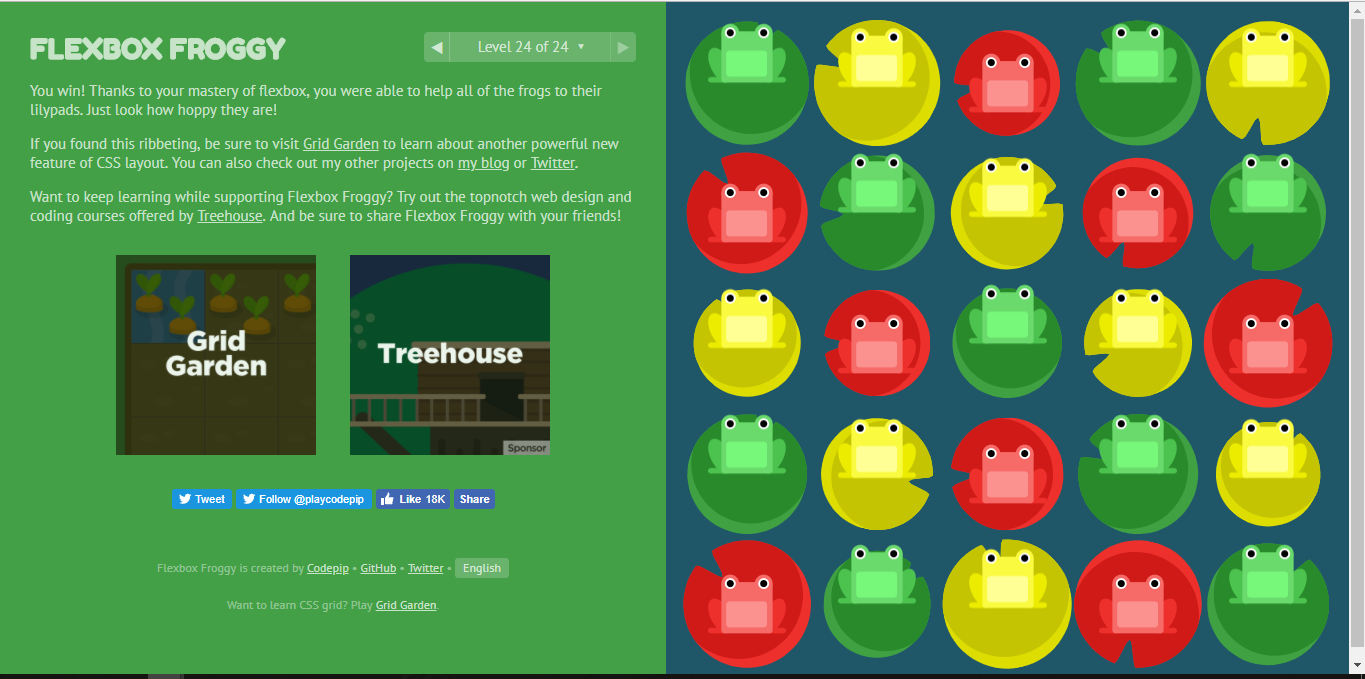 FLEXBOX FROGGY
Level 24 of 24
You win! Thanks to your mastery of flexbox, you were able to help all of the frogs to their
lilypads. Just look how hoppy they are!
If you found this ribbeting, be sure to visit Grid Garden to learn about another powerful new
feature of CSS layout. You can also check out my other projects on my blog or Twitter.
Want to keep learning while supporting Flexbox Froggy? Try out the topnotch web design and
coding courses offered by Treehouse. And be sure to share Flexbox Froggy with your friends!
Grid
Garden
Treehouse
Sponsor
Tweet Follow @playcodepip Like 18K Share
Flexbox Froggy is created by Codepip • GitHub • Twitter • English
Want to learn CSS grid? Play Grid Garden.